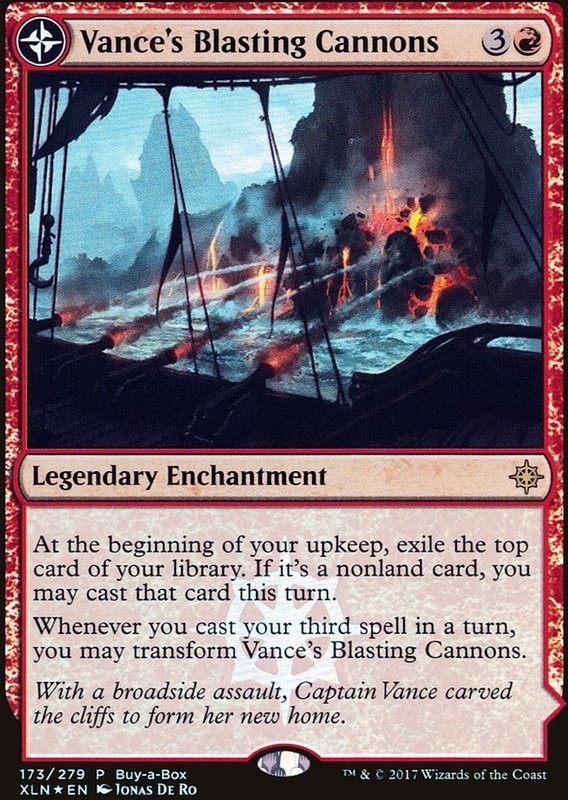 Vance's Blasting Cannons 3
Legendary Enchantment
At the beginning of your upkeep, exile the top
card of your library. If it's a nonland card, you
may cast that card this turn.
Whenever you cast your third spell in a turn,
you may transform Vance's Blasting Cannons.
With a broadside assault, Captain Vance carved
the cliffs to form her new home.
173/279 P Buy-a-Box
XLN★EN Jonas De Ro
™ & © 2017 Wizards of the Coast